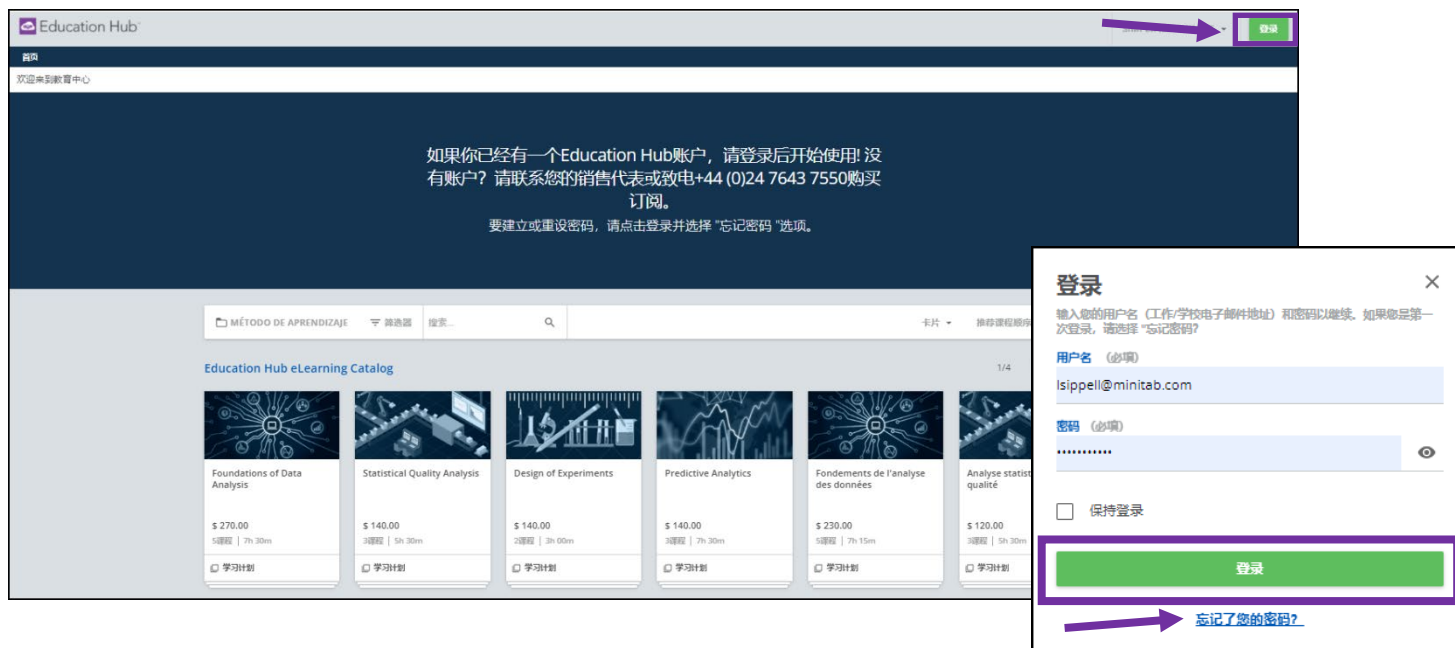 Education Hub
登录
首页
欢迎来到教育中心
如果你已经有一个Education Hub账户，请登录后开始使用! 没
有账户？请联系您的销售代表或致电+44 (0)24 7643 7550购买
订阅。
要建立或重设密码，请点击登录并选择 "忘记密码 "选项。
MÉTODO DE APRENDIZAJE 筛选器 搜索... 卡片 推荐课程顺序
Education Hub eLearning Catalog 1/4
Foundations of Data
Analysis
$ 270.00
5课程 | 7h 30m
学习计划
Statistical Quality Analysis
$ 140.00
3课程 | 5h 30m
学习计划
Design of Experiments
$ 140.00
2课程 | 3h 00m
学习计划
Predictive Analytics
$ 140.00
3课程 | 7h 30m
学习计划
Fondements de l'analyse
des données
$ 230.00
5课程 | 7h 15m
学习计划
Analyse statist
qualité
$ 120.00
3课程 | 5h 30m
学习计划
登录
输入您的用户名（工作/学校电子邮件地址）和密码以继续。如果您是第一
次登录，请选择 "忘记密码?
用户名 （必填）
lsippell@minitab.com
密码 （必填）
保持登录
登录
忘记了您的密码?